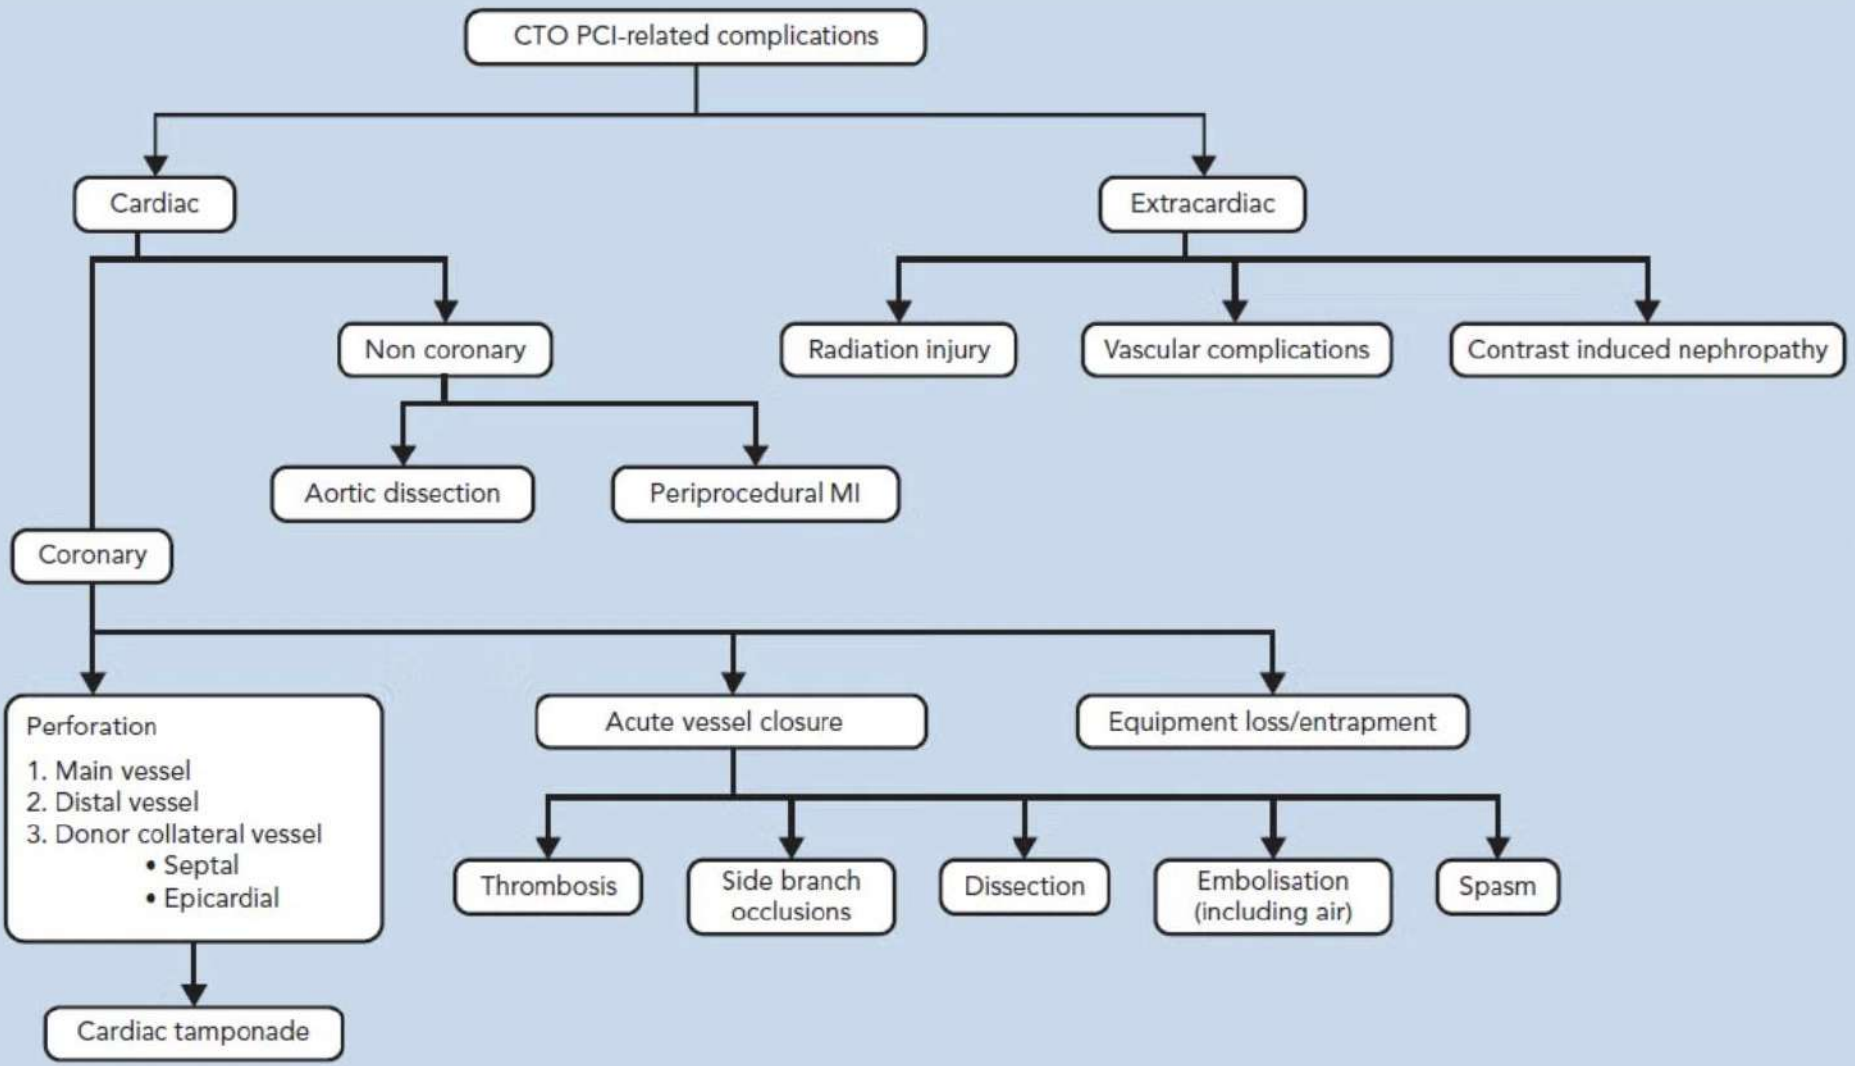 CTO PCI-related complications
Cardiac
Extracardiac
Non coronary
Radiation injury
Vascular complications
Contrast induced nephropathy
Aortic dissection
Periprocedural MI
Coronary
Perforation
1. Main vessel
2. Distal vessel
3. Donor collateral vessel
• Septal
• Epicardial
Acute vessel closure
Equipment loss/entrapment
Thrombosis
Side branch
occlusions
Dissection
Embolisation
(including air)
Spasm
Cardiac tamponade